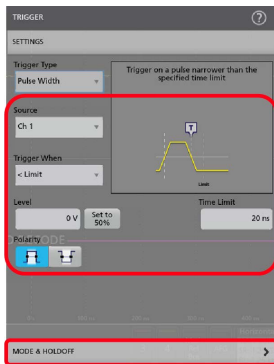 TRIGGER
?
SETTINGS
Trigger Type
Pulse Width
Trigger on a pulse narrower than the
specified time limit
Source
Ch 1
T
Trigger When
< Limit
Limit
Level
Time Limit
0 V
Set to
50%
20 ns
Polarity
MODE & HOLDOFF